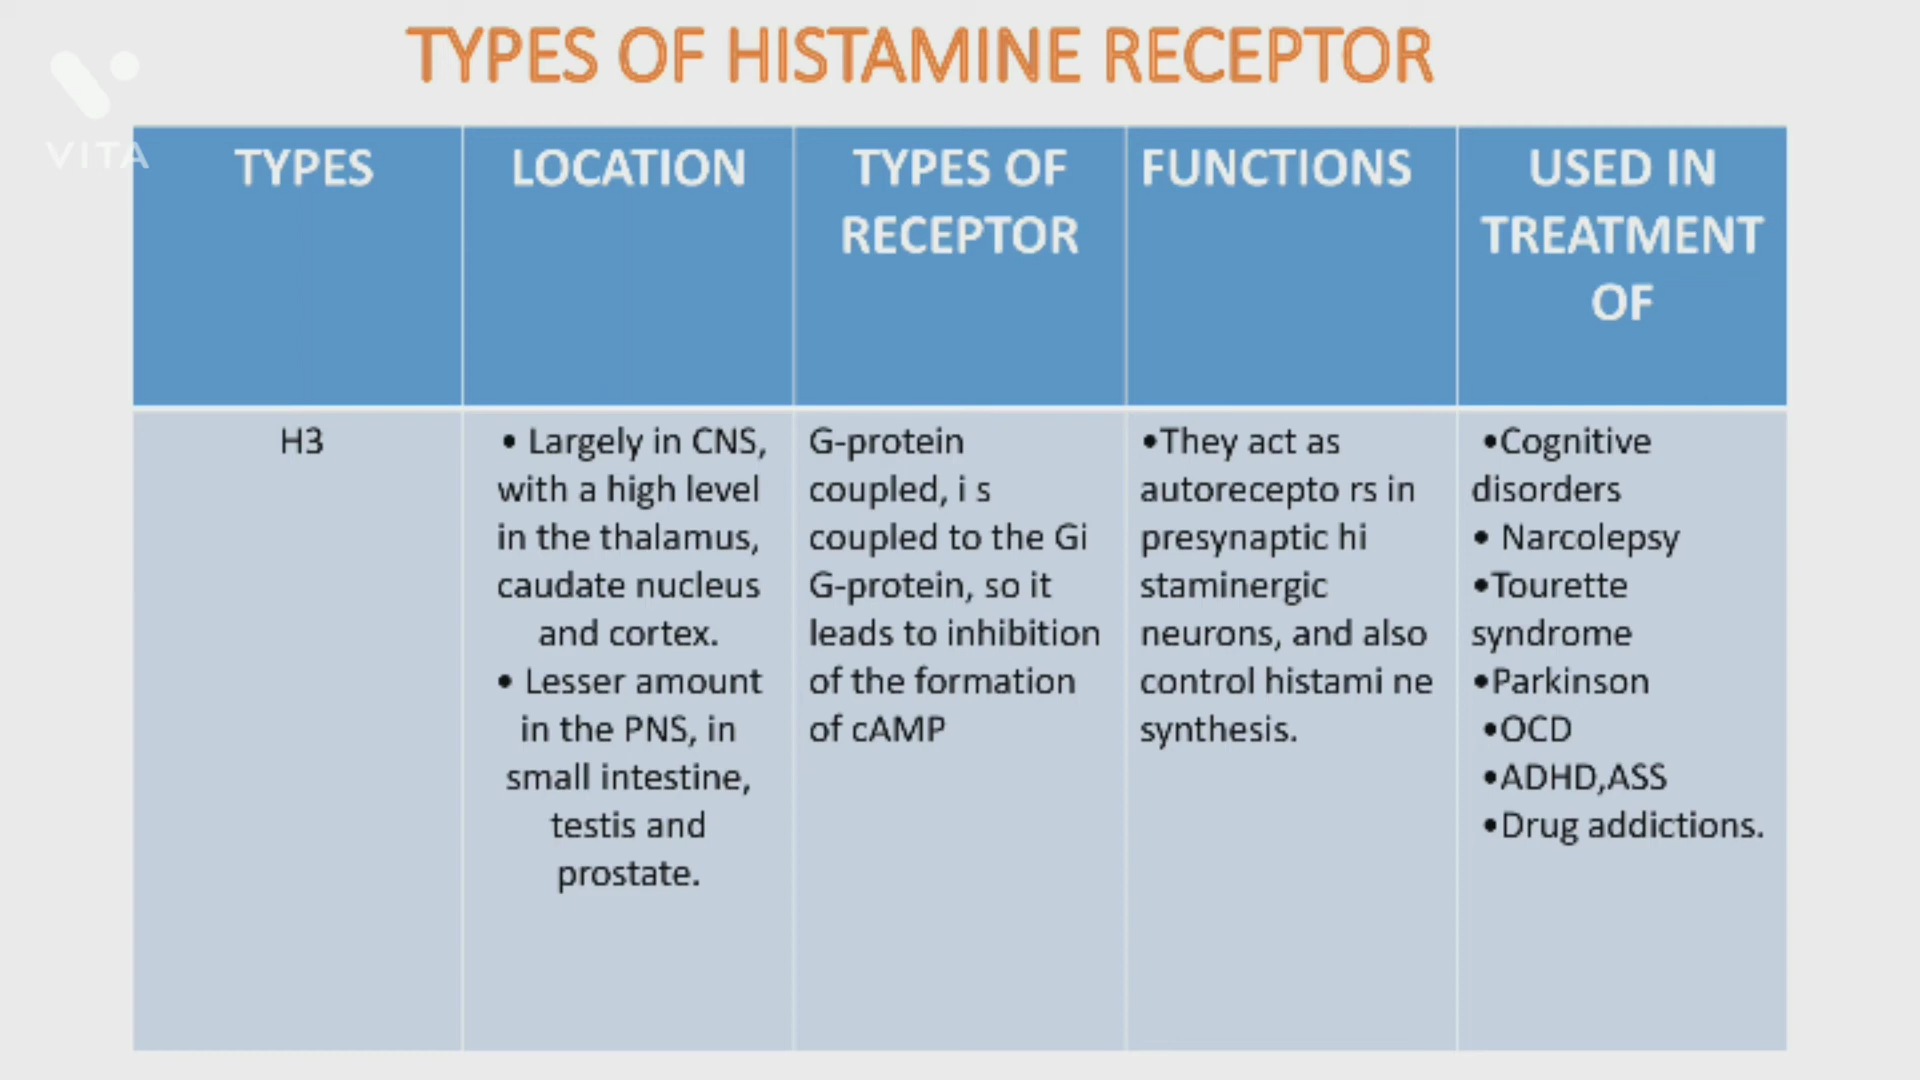 TYPES OF HISTAMINE RECEPTOR
VITA
TYPES
LOCATION
TYPES OF
RECEPTOR
FUNCTIONS
USED IN
TREATMENT
OF
H3
• Largely in CNS,
with a high level
in the thalamus,
caudate nucleus
and cortex.
• Lesser amount
in the PNS, in
small intestine,
testis and
prostate.
G-protein
coupled, i s
coupled to the Gi
G-protein, so it
leads to inhibition
of the formation
of cAMP
•They act as
autorecepto rs in
presynaptic hi
staminergic
neurons, and also
control histami ne
synthesis.
•Cognitive
disorders
• Narcolepsy
•Tourette
syndrome
•Parkinson
•OCD
•ADHD,ASS
•Drug addictions.